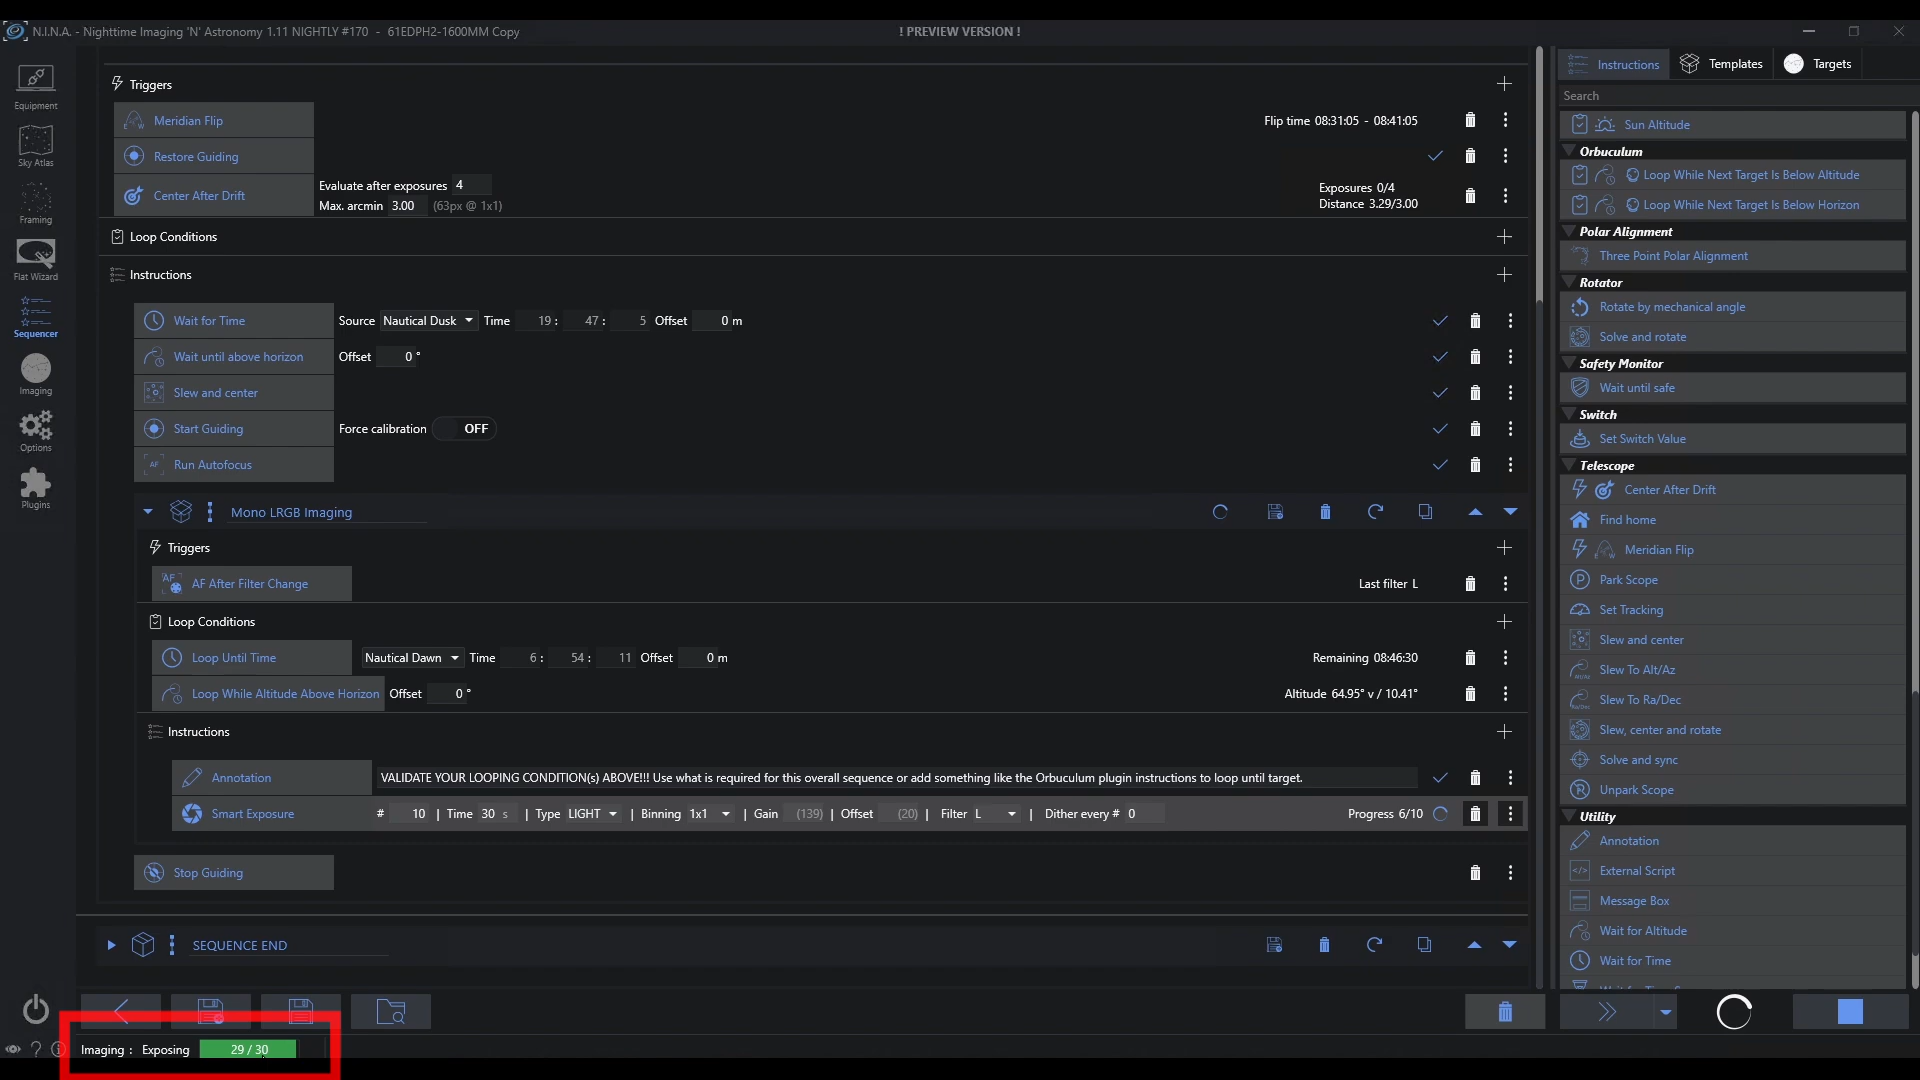 N.I.N.A. - Nighttime Imaging 'N' Astronomy 1.11 NIGHTLY #170 - 61EDPH2-1600MM Copy
! PREVIEW VERSION !
Equipment
Sky Atlas
Framing
Flat Wizard
Sequencer
Imaging
Options
Plugins
Triggers
Meridian Flip
Flip time 08:31:05 - 08:41:05
Restore Guiding
Center After Drift
Evaluate after exposures 4
Max. arcmin 3.00 (63px @ 1x1)
Exposures 0/4
Distance 3.29/3.00
Loop Conditions
Instructions
Wait for Time Source Nautical Dusk Time 19 : 47 : 5 Offset 0 m
Wait until above horizon Offset 0 °
Slew and center
Start Guiding Force calibration OFF
AF Run Autofocus
Mono LRGB Imaging
Triggers
AF AF After Filter Change Last filter L
Loop Conditions
Loop Until Time Nautical Dawn Time 6 : 54 : 11 Offset 0 m Remaining 08:46:30
Loop While Altitude Above Horizon Offset 0 ° Altitude 64.95° v / 10.41°
Instructions
Annotation VALIDATE YOUR LOOPING CONDITION(s) ABOVE!!! Use what is required for this overall sequence or add something like the Orbuculum plugin instructions to loop until target.
Smart Exposure # 10 | Time 30 s | Type LIGHT | Binning 1x1 | Gain (139) | Offset (20) | Filter L | Dither every # 0 Progress 6/10
Stop Guiding
SEQUENCE END
Imaging : Exposing 29 / 30
Instructions
Templates
Targets
Search
Sun Altitude
Orbuculum
Loop While Next Target Is Below Altitude
Loop While Next Target Is Below Horizon
Polar Alignment
Three Point Polar Alignment
Rotator
Rotate by mechanical angle
Solve and rotate
Safety Monitor
Wait until safe
Switch
Set Switch Value
Telescope
Center After Drift
Find home
Meridian Flip
Park Scope
Set Tracking
Slew and center
Slew To Alt/Az
Slew To Ra/Dec
Slew, center and rotate
Solve and sync
Unpark Scope
Utility
Annotation
External Script
Message Box
Wait for Altitude
Wait for Time